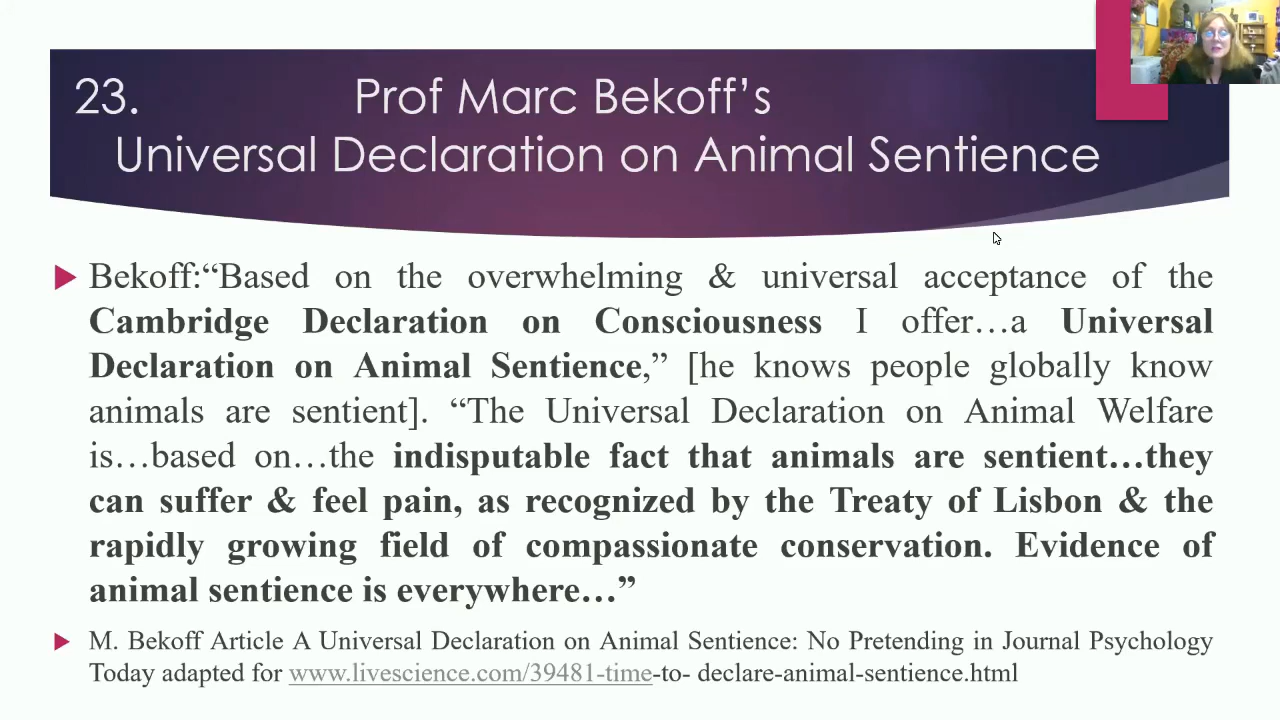 23. Prof Marc Bekoff’s
Universal Declaration on Animal Sentience
Bekoff:“Based on the overwhelming & universal acceptance of the
Cambridge Declaration on Consciousness I offer…a Universal
Declaration on Animal Sentience,” [he knows people globally know
animals are sentient]. “The Universal Declaration on Animal Welfare
is…based on…the indisputable fact that animals are sentient…they
can suffer & feel pain, as recognized by the Treaty of Lisbon & the
rapidly growing field of compassionate conservation. Evidence of
animal sentience is everywhere…”
M. Bekoff Article A Universal Declaration on Animal Sentience: No Pretending in Journal Psychology
Today adapted for www.livescience.com/39481-time-to- declare-animal-sentience.html